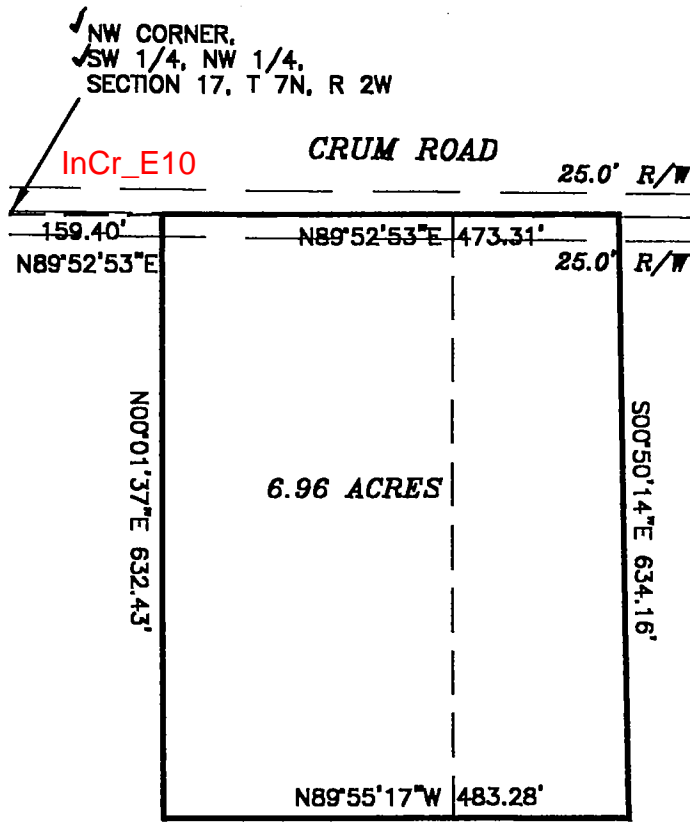 NW CORNER,
SW 1/4, NW 1/4,
SECTION 17, T 7N, R 2W
InCr_E10
CRUM ROAD
25.0' R/W
159.40'
N89°52'53"E
N89°52'53"E 473.31'
25.0' R/W
N00°01'37"E 632.43'
S00°50'14"E 634.16'
6.96 ACRES
N89°55'17"W 483.28'